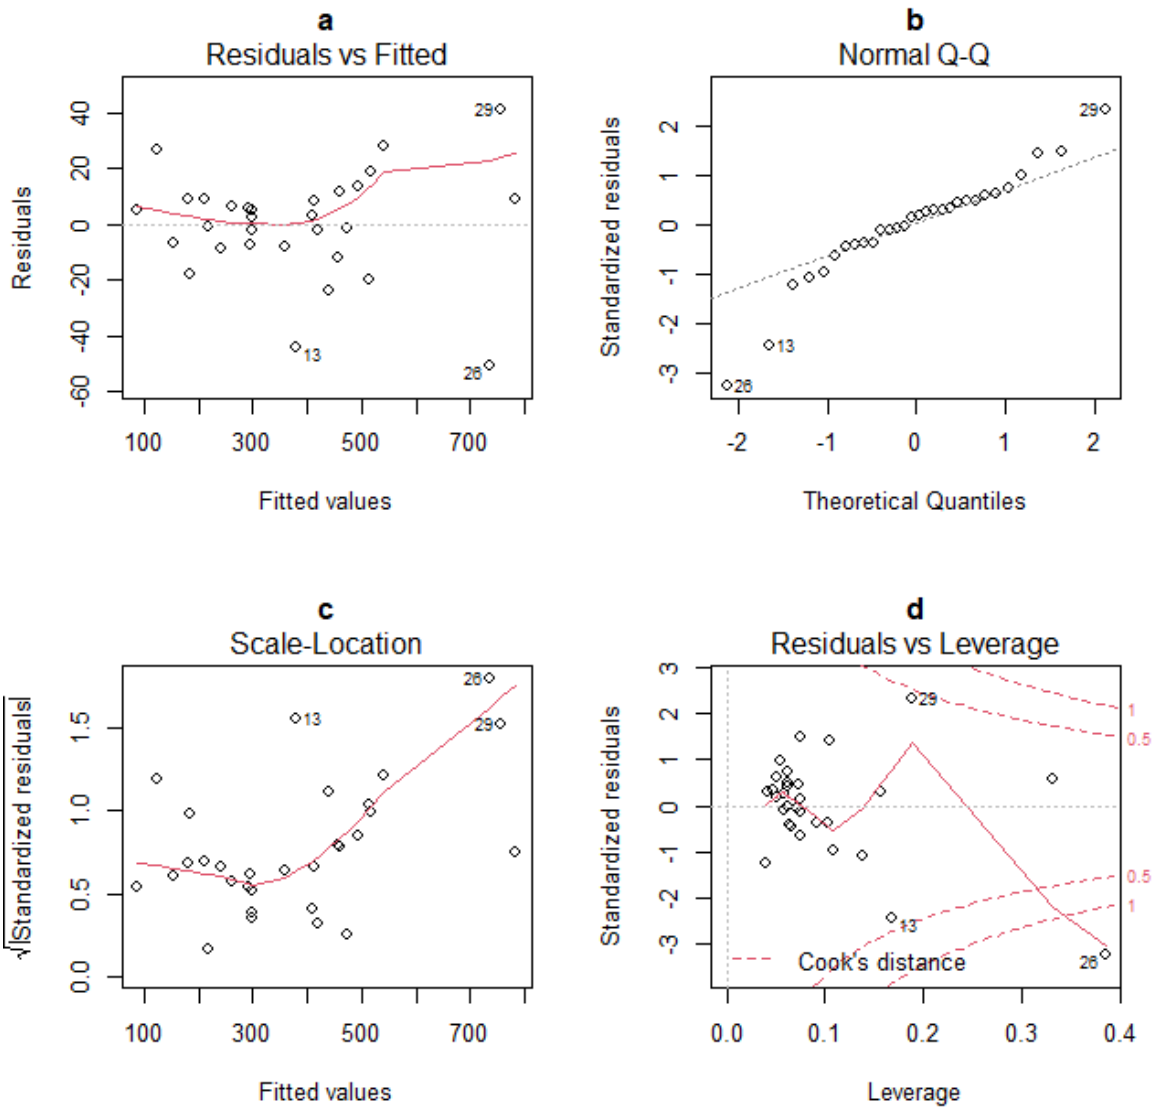 a
Residuals vs Fitted
Residuals
40
20
0
-20
-40
-60
29
13
26
100 300 500 700
Fitted values
b
Normal Q-Q
Standardized residuals
2
1
0
-1
-2
-3
29
13
26
-2 -1 0 1 2
Theoretical Quantiles
c
Scale-Location
√|Standardized residuals|
1.5
1.0
0.5
0.0
26
13
29
100 300 500 700
Fitted values
d
Residuals vs Leverage
Standardized residuals
3
2
1
0
-1
-2
-3
29
1
0.5
0.5
1
13
26
Cook's distance
0.0 0.1 0.2 0.3 0.4
Leverage